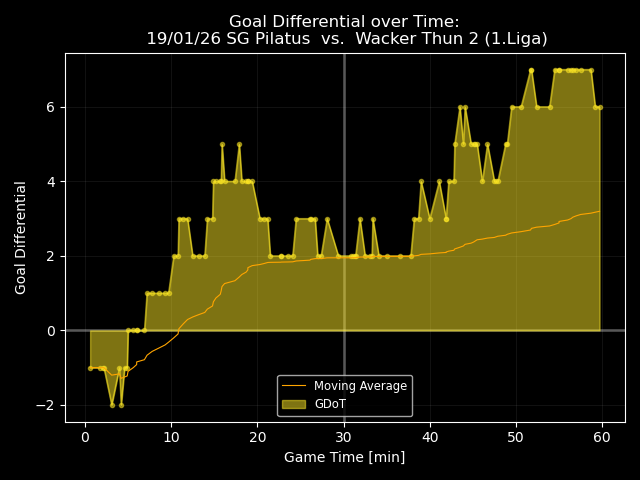 Goal Differential over Time:
19/01/26 SG Pilatus  vs.  Wacker Thun 2 (1.Liga)
Goal Differential
6
4
2
0
−2
Moving Average
GDoT
0 10 20 30 40 50 60
Game Time [min]